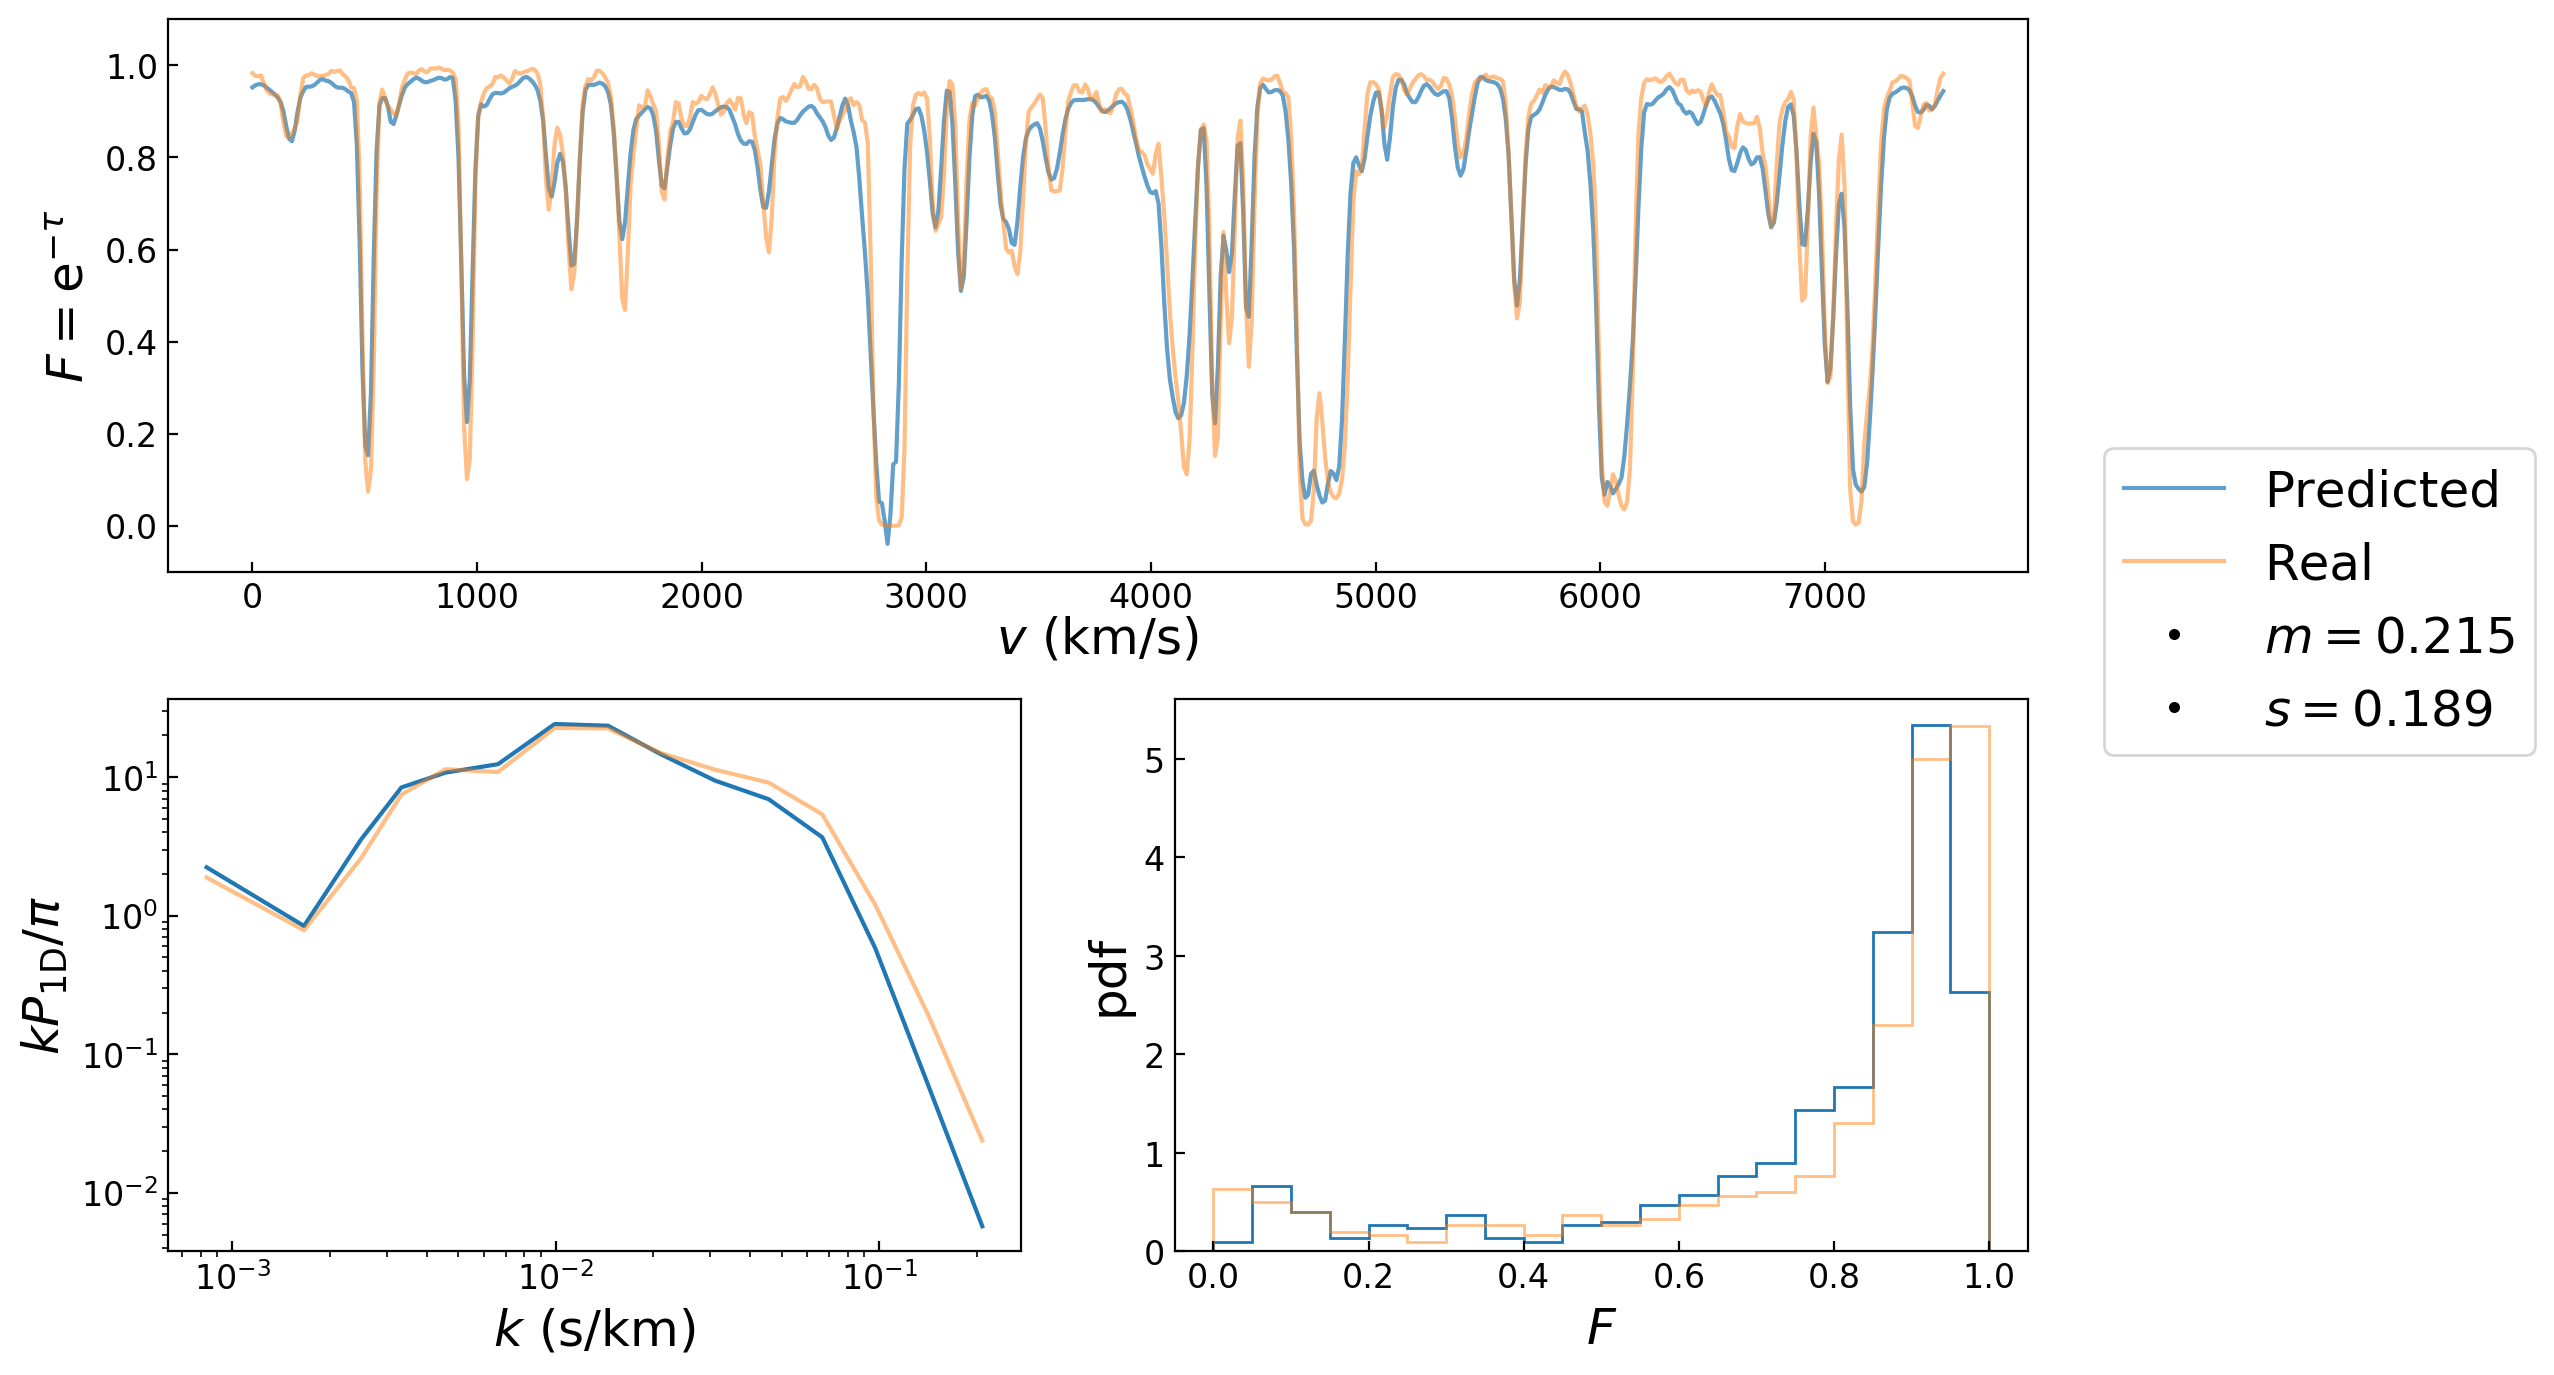 F = e^{−τ}
1.0
0.8
0.6
0.4
0.2
0.0
0 1000 2000 3000 4000 5000 6000 7000
v (km/s)
Predicted
Real
m = 0.215
s = 0.189
kP_{1D}/π
10^1
10^0
10^{−1}
10^{−2}
10^{−3} 10^{−2} 10^{−1}
k (s/km)
pdf
5
4
3
2
1
0
0.0 0.2 0.4 0.6 0.8 1.0
F